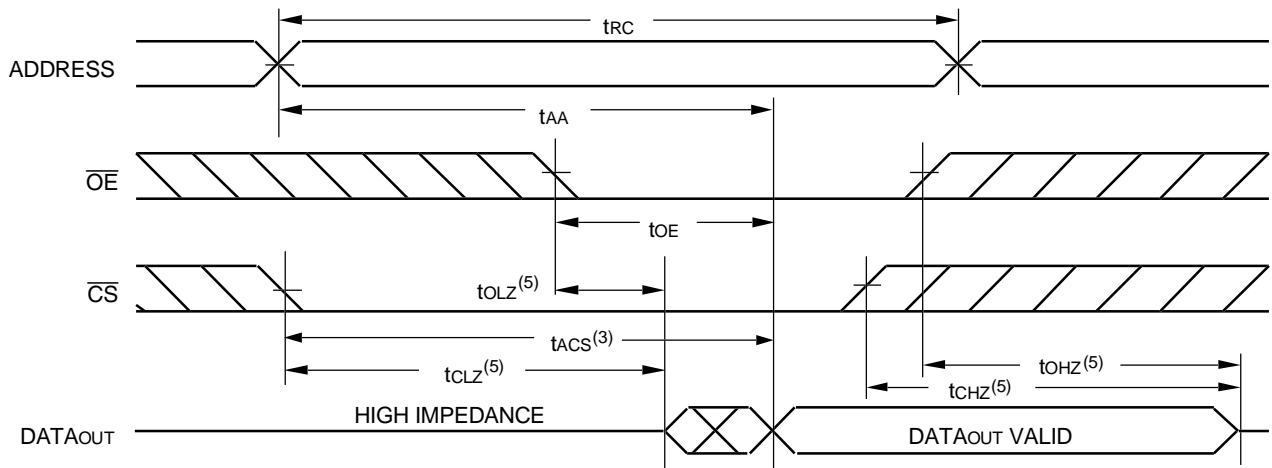 tRC
ADDRESS
tAA
OE
tOE
CS
tOLZ(5)
tACS(3)
tCLZ(5)
tOHZ(5)
tCHZ(5)
HIGH IMPEDANCE
DATAOUT
DATAOUT VALID